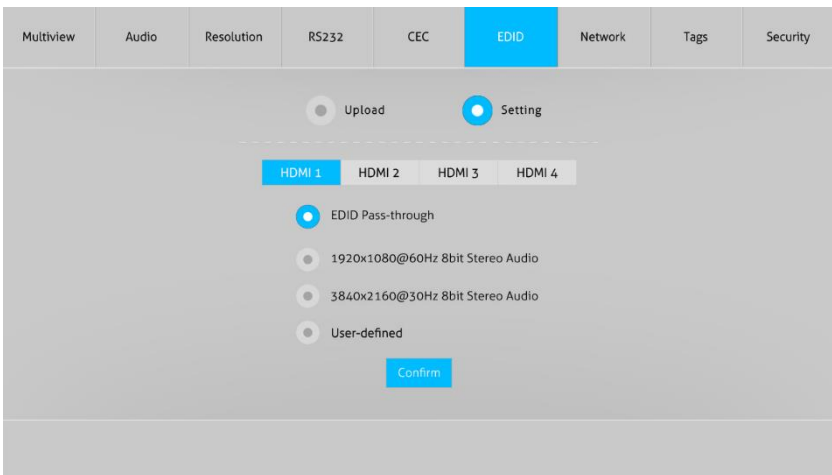 Multiview Audio Resolution RS232 CEC EDID Network Tags Security
Upload Setting
HDMI 1 HDMI 2 HDMI 3 HDMI 4
EDID Pass-through
1920x1080@60Hz 8bit Stereo Audio
3840x2160@30Hz 8bit Stereo Audio
User-defined
Confirm